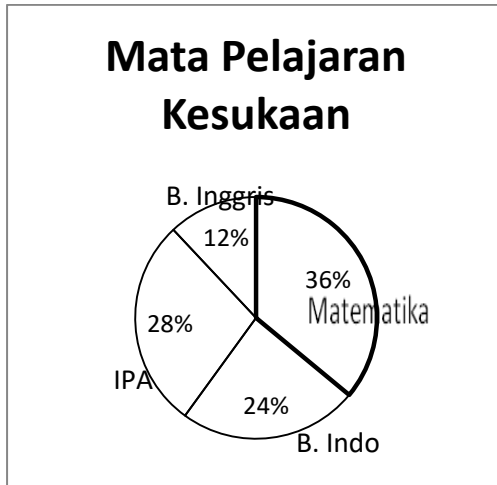 Mata Pelajaran
Kesukaan
B. Inggris
12%
36%
Matematika
28%
IPA
24%
B. Indo